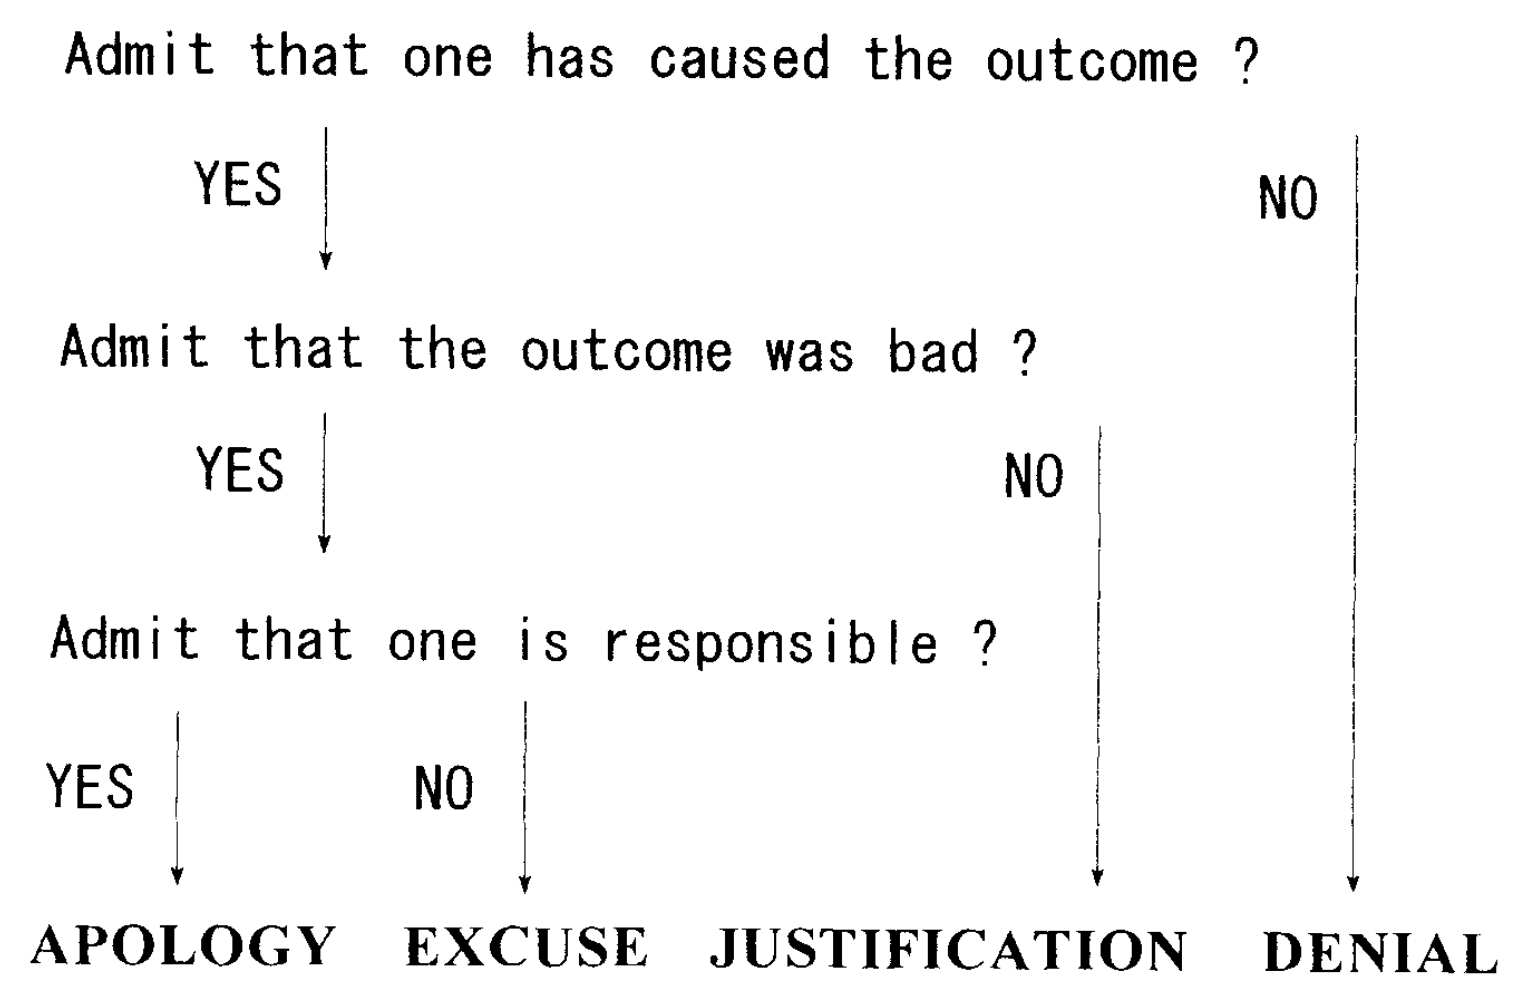 Admit that one has caused the outcome ?
YES
NO
Admit that the outcome was bad ?
YES
NO
Admit that one is responsible ?
YES
NO
APOLOGY EXCUSE JUSTIFICATION DENIAL